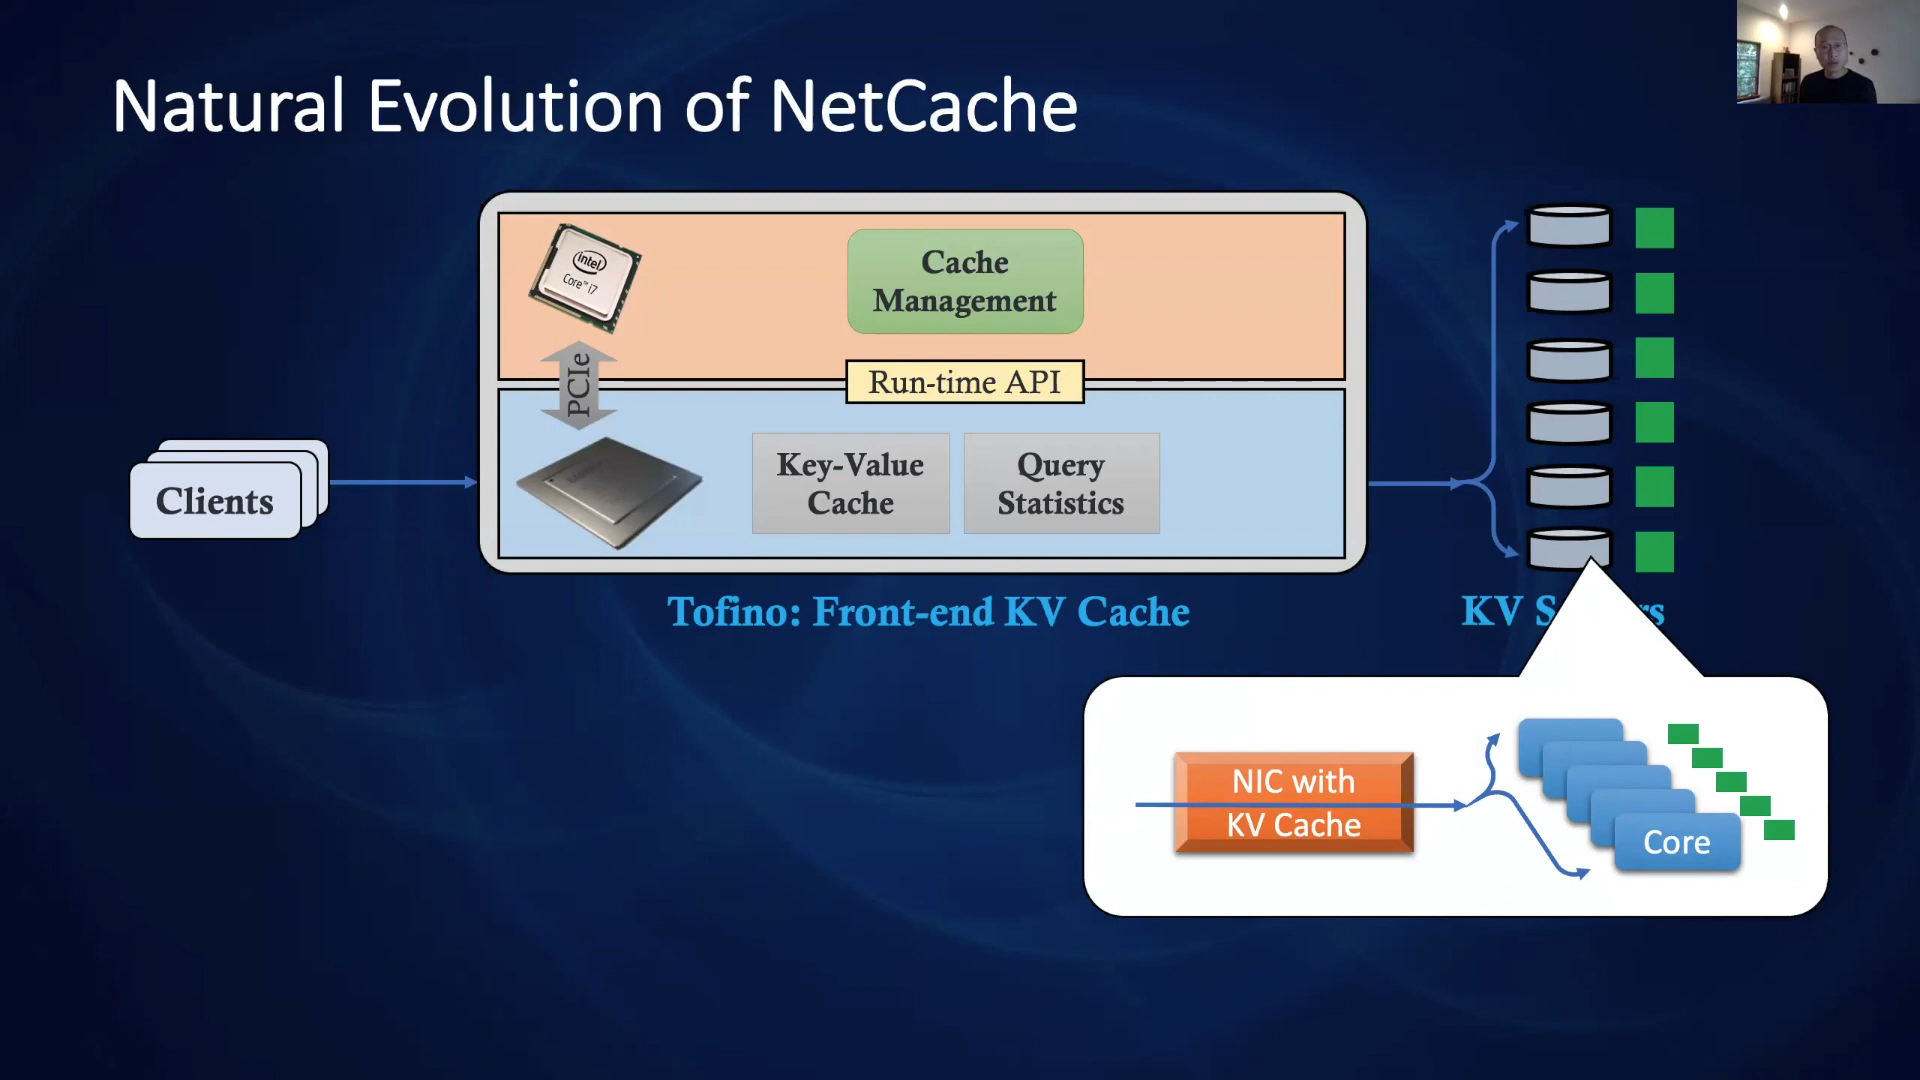 Natural Evolution of NetCache
intel
Core™ i7
Cache
Management
PCIe
Run-time API
Key-Value
Cache
Query
Statistics
Clients
Tofino: Front-end KV Cache
KV S rs
NIC with
KV Cache
Core